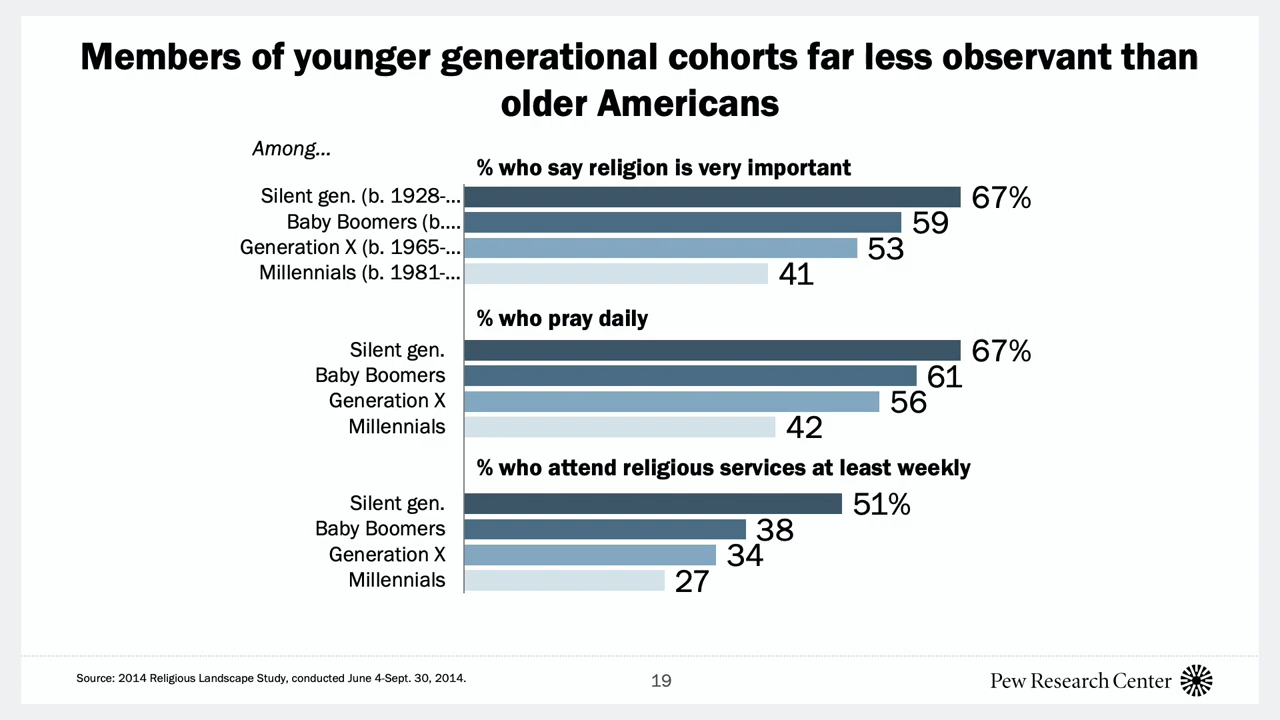 Members of younger generational cohorts far less observant than
older Americans
Among...
% who say religion is very important
Silent gen. (b. 1928-... 67%
Baby Boomers (b.... 59
Generation X (b. 1965-... 53
Millennials (b. 1981-... 41
% who pray daily
Silent gen. 67%
Baby Boomers 61
Generation X 56
Millennials 42
% who attend religious services at least weekly
Silent gen. 51%
Baby Boomers 38
Generation X 34
Millennials 27
Source: 2014 Religious Landscape Study, conducted June 4-Sept. 30, 2014.
19
Pew Research Center